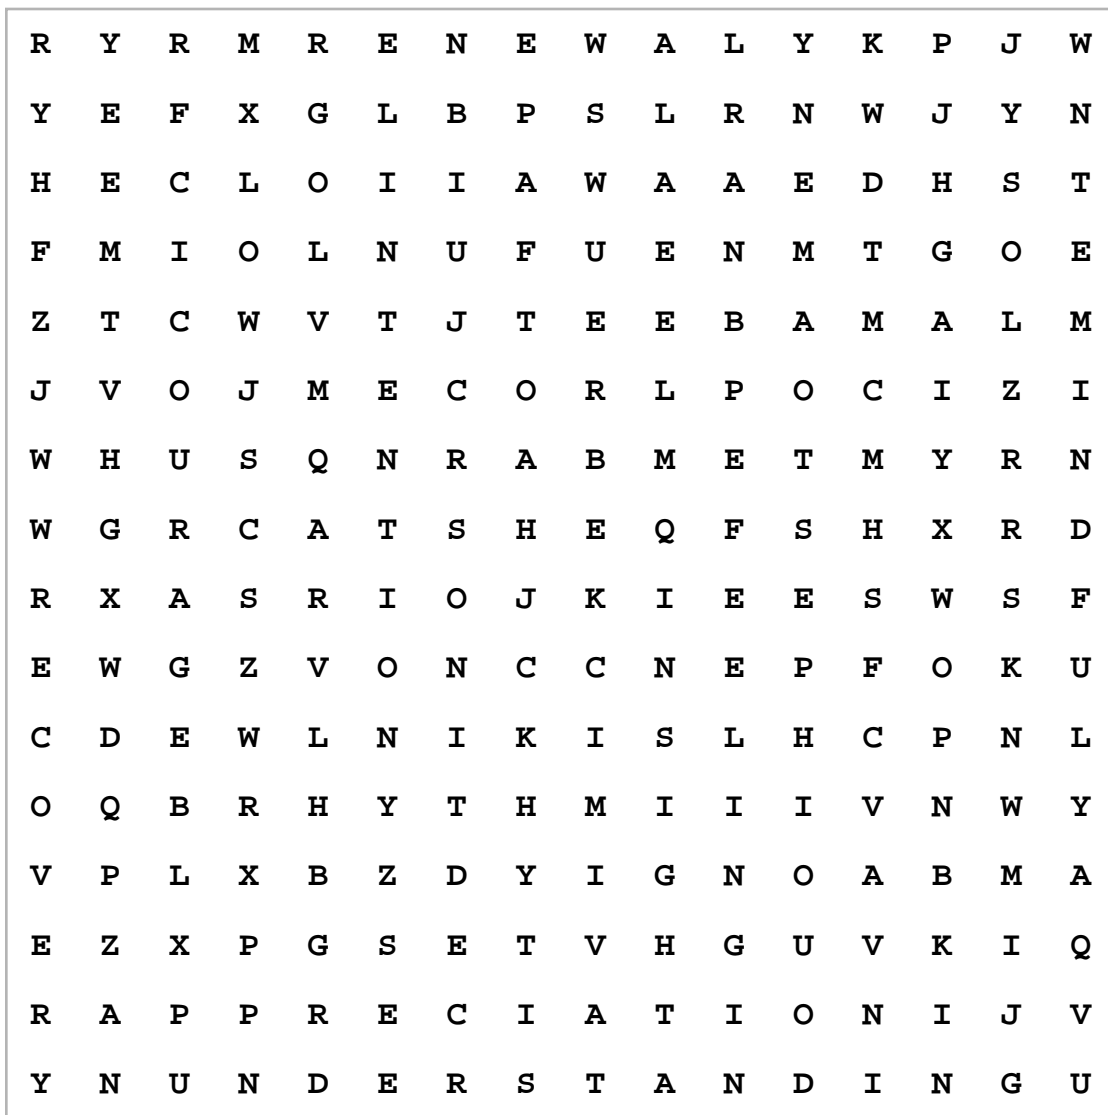 R Y R M R E N E W A L Y K P J W
Y E F X G L B P S L R N W J Y N
H E C L O I I A W A A E D H S T
F M I O L N U F U E N M T G O E
Z T C W V T J T E E B A M A L M
J V O J M E C O R L P O C I Z I
W H U S Q N R A B M E T M Y R N
W G R C A T S H E Q F S H X R D
R X A S R I O J K I E E S W S F
E W G Z V O N C C N E P F O K U
C D E W L N I K I S L H C P N L
O Q B R H Y T H M I I I V N W Y
V P L X B Z D Y I G N O A B M A
E Z X P G S E T V H G U V K I Q
R A P P R E C I A T I O N I J V
Y N U N D E R S T A N D I N G U